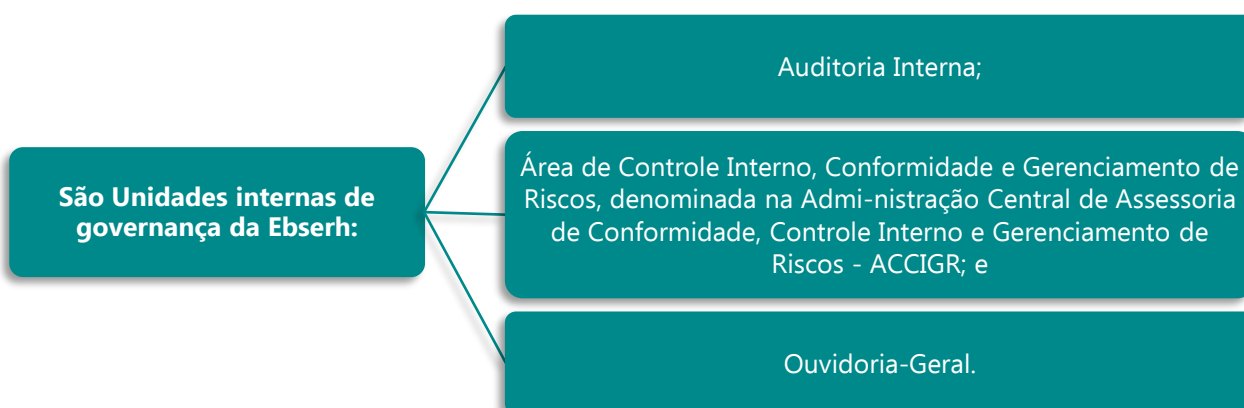 São Unidades internas de
governança da Ebserh:
Auditoria Interna;
Área de Controle Interno, Conformidade e Gerenciamento de
Riscos, denominada na Admi-nistração Central de Assessoria
de Conformidade, Controle Interno e Gerenciamento de
Riscos - ACCIGR; e
Ouvidoria-Geral.